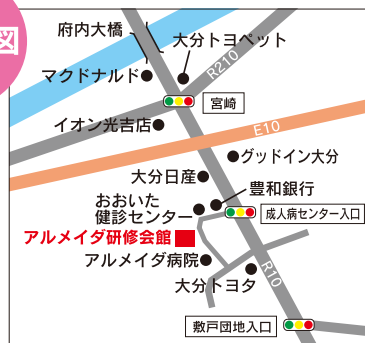 図
府内大橋
大分トヨペット
マクドナルド
R210
宮崎
イオン光吉店
E10
グッドイン大分
大分日産
豊和銀行
おおいた
健診センター
成人病センター入口
アルメイダ研修会館
アルメイダ病院
R10
大分トヨタ
敷戸団地入口